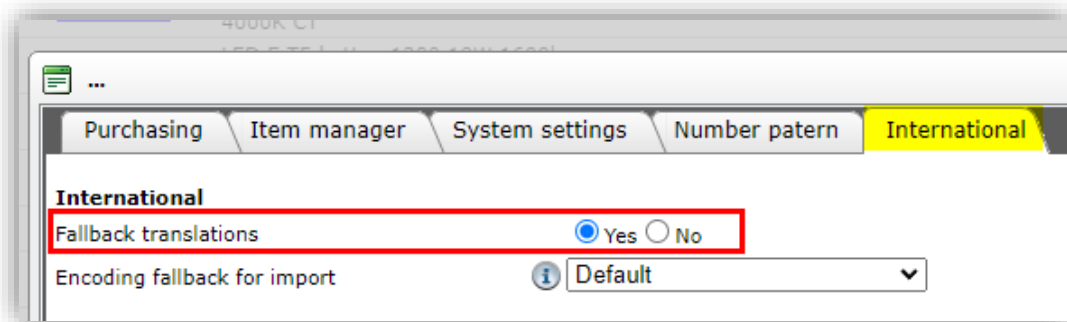 4000K CT
...
Purchasing Item manager System settings Number patern International
International
Fallback translations Yes No
Encoding fallback for import i Default